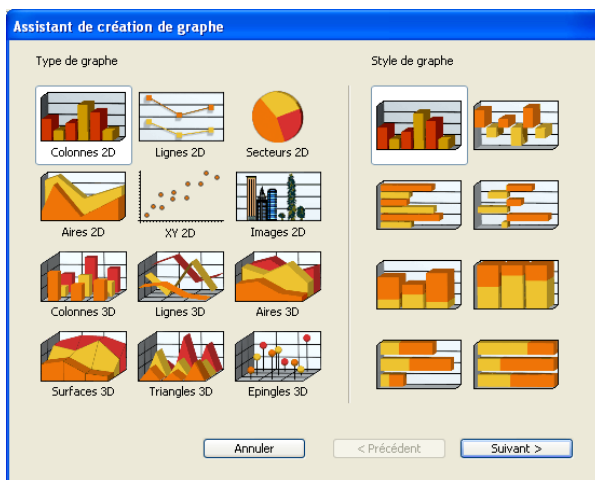 Assistant de création de graphe
Type de graphe
Style de graphe
Colonnes 2D
Lignes 2D
Secteurs 2D
Aires 2D
XY 2D
Images 2D
Colonnes 3D
Lignes 3D
Aires 3D
Surfaces 3D
Triangles 3D
Epingles 3D
Annuler
< Précédent
Suivant >